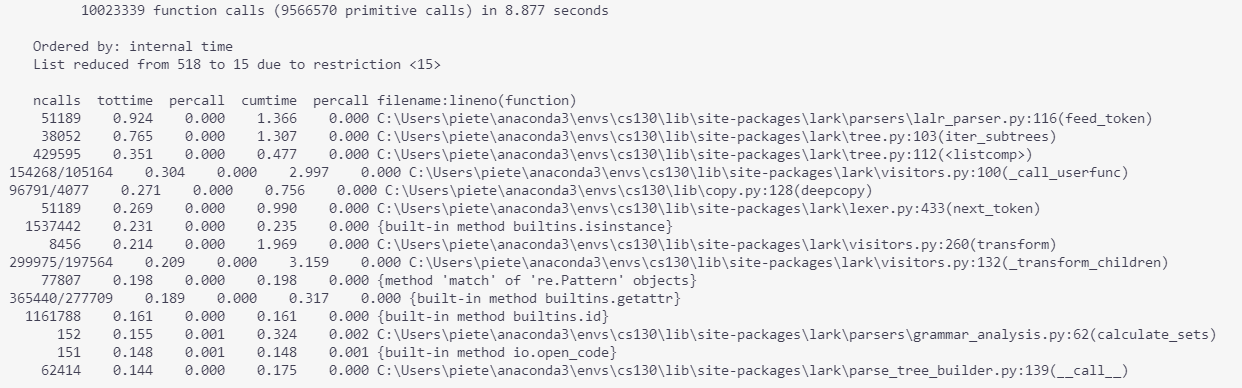 10023339 function calls (9566570 primitive calls) in 8.877 seconds
Ordered by: internal time
List reduced from 518 to 15 due to restriction <15>
ncalls tottime percall cumtime percall filename:lineno(function)
51189 0.924 0.000 1.366 0.000 C:\Users\piete\anaconda3\envs\cs130\lib\site-packages\lark\parsers\lalr_parser.py:116(feed_token)
38052 0.765 0.000 1.307 0.000 C:\Users\piete\anaconda3\envs\cs130\lib\site-packages\lark\tree.py:103(iter_subtrees)
429595 0.351 0.000 0.477 0.000 C:\Users\piete\anaconda3\envs\cs130\lib\site-packages\lark\tree.py:112(<listcomp>)
154268/105164 0.304 0.000 2.997 0.000 C:\Users\piete\anaconda3\envs\cs130\lib\site-packages\lark\visitors.py:100(_call_userfunc)
96791/4077 0.271 0.000 0.756 0.000 C:\Users\piete\anaconda3\envs\cs130\lib\copy.py:128(deepcopy)
51189 0.269 0.000 0.990 0.000 C:\Users\piete\anaconda3\envs\cs130\lib\site-packages\lark\lexer.py:433(next_token)
1537442 0.231 0.000 0.235 0.000 {built-in method builtins.isinstance}
8456 0.214 0.000 1.969 0.000 C:\Users\piete\anaconda3\envs\cs130\lib\site-packages\lark\visitors.py:260(transform)
299975/197564 0.209 0.000 3.159 0.000 C:\Users\piete\anaconda3\envs\cs130\lib\site-packages\lark\visitors.py:132(_transform_children)
77807 0.198 0.000 0.198 0.000 {method 'match' of 're.Pattern' objects}
365440/277709 0.189 0.000 0.317 0.000 {built-in method builtins.getattr}
1161788 0.161 0.000 0.161 0.000 {built-in method builtins.id}
152 0.155 0.001 0.324 0.002 C:\Users\piete\anaconda3\envs\cs130\lib\site-packages\lark\parsers\grammar_analysis.py:62(calculate_sets)
151 0.148 0.001 0.148 0.001 {built-in method io.open_code}
62414 0.144 0.000 0.175 0.000 C:\Users\piete\anaconda3\envs\cs130\lib\site-packages\lark\parse_tree_builder.py:139(__call__)